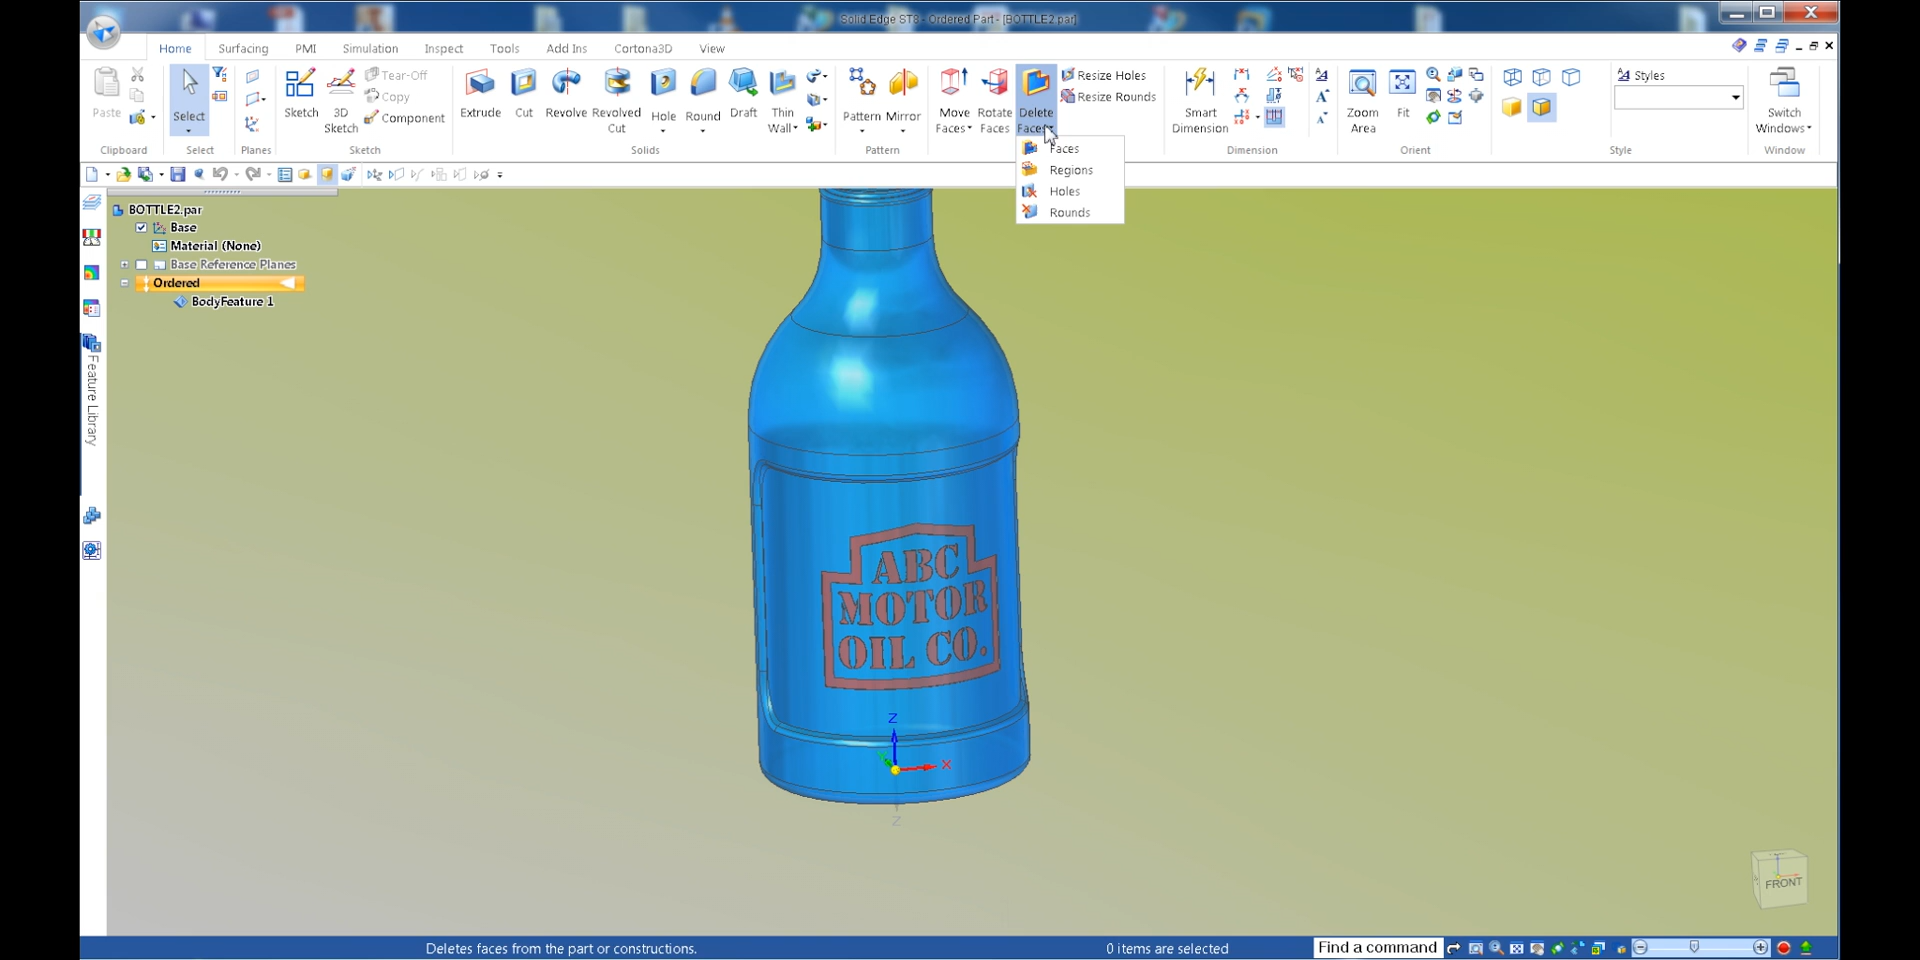 Solid Edge ST8 - Ordered Part - [BOTTLE2.par]
Home Surfacing PMI Simulation Inspect Tools Add Ins Cortona3D View
Paste
Clipboard
Select
Select
Planes
Sketch
3D Sketch
Tear-Off
Copy
Component
Sketch
Extrude
Cut
Revolve
Revolved Cut
Hole
Round
Draft
Thin Wall
Solids
Pattern
Mirror
Pattern
Move Faces
Rotate Faces
Delete Faces
Resize Holes
Resize Rounds
Smart Dimension
Dimension
Zoom Area
Fit
Orient
Styles
Style
Switch Windows
Window
Faces
Regions
Holes
Rounds
BOTTLE2.par
Base
Material (None)
Base Reference Planes
Ordered
BodyFeature 1
Feature Library
ABC
MOTOR
OIL CO.
Z
X
Z
FRONT
Deletes faces from the part or constructions.
0 items are selected
Find a command